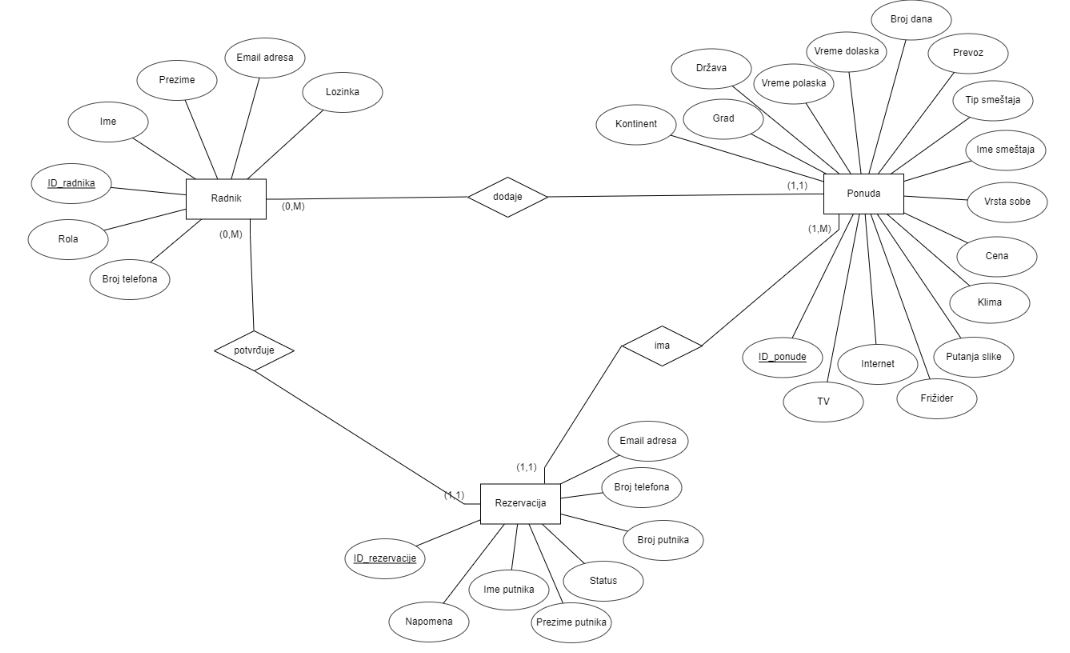 Broj dana
Vreme dolaska
Prevoz
Email adresa
Država
Prezime
Vreme polaska
Lozinka
Tip smeštaja
Kontinent
Grad
Ime
Ime smeštaja
ID_radnika
(1,1)
Ponuda
Radnik
dodaje
Vrsta sobe
(0,M)
(1,M)
(0,M)
Rola
Cena
Broj telefona
Klima
potvrđuje
ima
ID_ponude
Internet
Putanja slike
TV
Frižider
Email adresa
(1,1)
Broj telefona
(1,1)
Rezervacija
Broj putnika
ID_rezervacije
Status
Ime putnika
Napomena
Prezime putnika